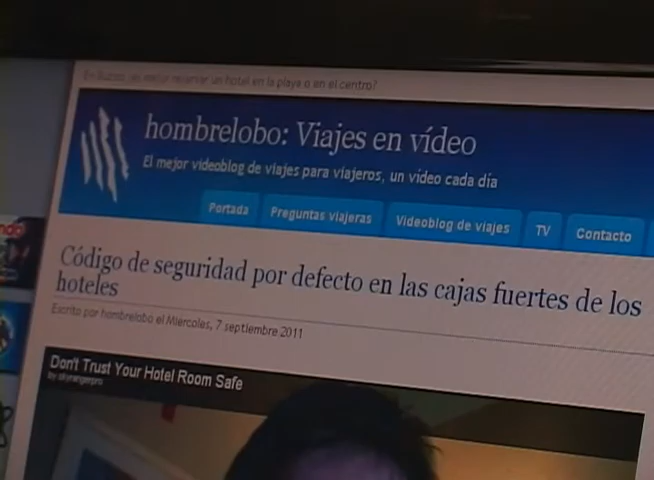 un hotel en la playa o en el centro?
hombrelobo: Viajes en vídeo
El mejor videoblog de viajes para viajeros, un vídeo cada día
Portada Preguntas viajeras Videoblog de viajes TV Contacto
Código de seguridad por defecto en las cajas fuertes de los
hoteles
Escrito por hombrelobo el Miércoles, 7 septiembre 2011
Don't Trust Your Hotel Room Safe
by